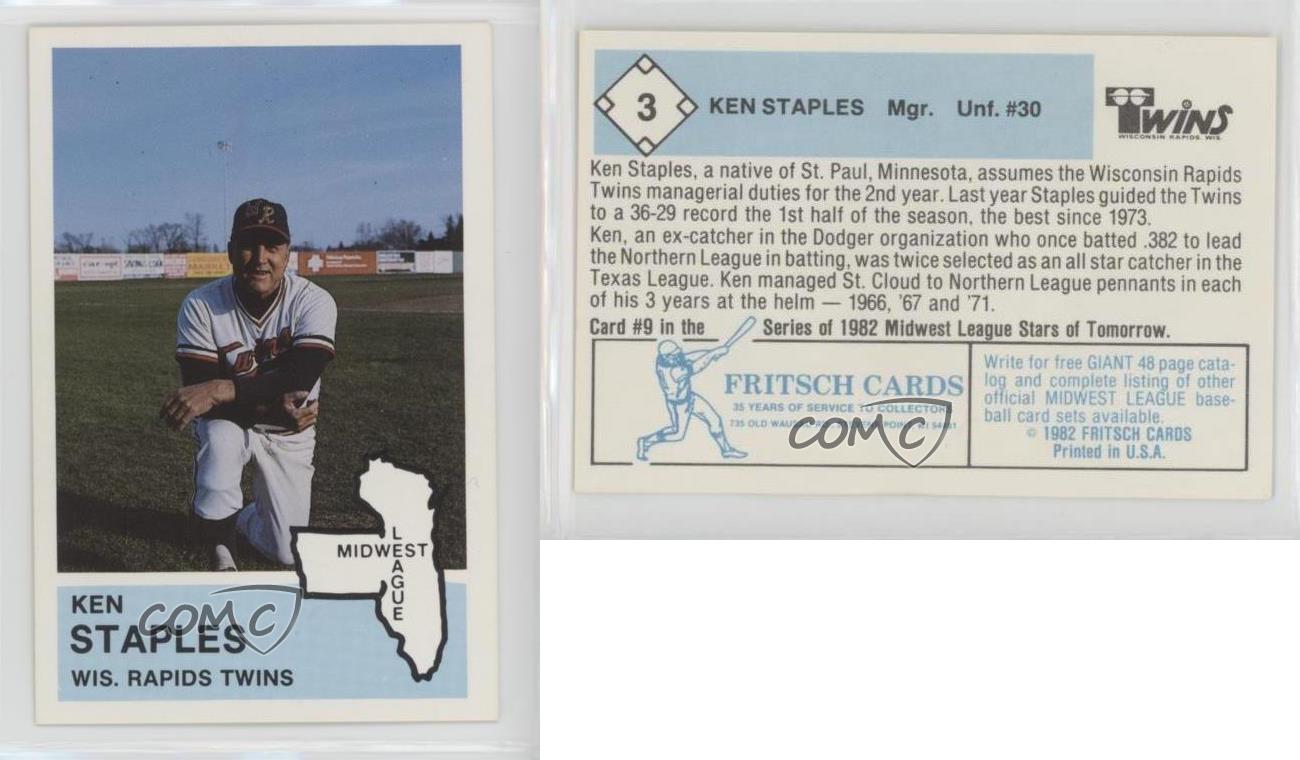 KEN
STAPLES
WIS. RAPIDS TWINS
MIDWEST
LEAGUE
COMC
3
KEN STAPLES Mgr. Unf. #30
TWINS
WISCONSIN RAPIDS, WIS.
Ken Staples, a native of St. Paul, Minnesota, assumes the Wisconsin Rapids
Twins managerial duties for the 2nd year. Last year Staples guided the Twins
to a 36-29 record the 1st half of the season, the best since 1973.
Ken, an ex-catcher in the Dodger organization who once batted .382 to lead
the Northern League in batting, was twice selected as an all star catcher in the
Texas League. Ken managed St. Cloud to Northern League pennants in each
of his 3 years at the helm — 1966, '67 and '71.
Card #9 in the Series of 1982 Midwest League Stars of Tomorrow.
FRITSCH CARDS
35 YEARS OF SERVICE TO COLLECTORS
735 OLD
COMC
Write for free GIANT 48 page cata-
log and complete listing of other
official MIDWEST LEAGUE base-
ball card sets available.
© 1982 FRITSCH CARDS
Printed in U.S.A.